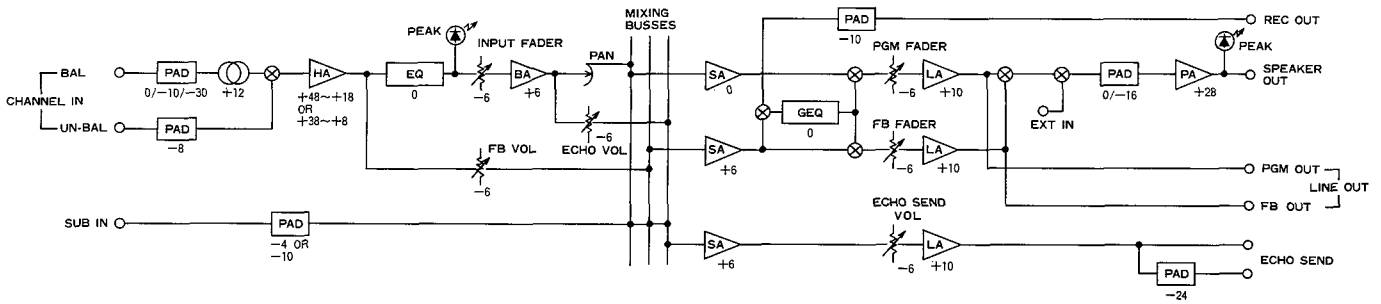 MIXING
BUSSES
PEAK
INPUT FADER
PAN
BAL
CHANNEL IN
UN-BAL
PAD
0/−10/−30
+12
PAD
−8
HA
+48~+18
OR
+38~+8
EQ
0
−6
BA
+6
−6
ECHO VOL
FB VOL
−6
SUB IN
PAD
−4 OR
−10
SA
0
SA
+6
SA
+6
PAD
−10
REC OUT
GEQ
0
PGM FADER
−6
LA
+10
FB FADER
−6
LA
+10
EXT IN
PAD
0/−16
PA
+28
PEAK
SPEAKER
OUT
PGM OUT
LINE OUT
FB OUT
ECHO SEND
VOL
−6
LA
+10
ECHO SEND
PAD
−24